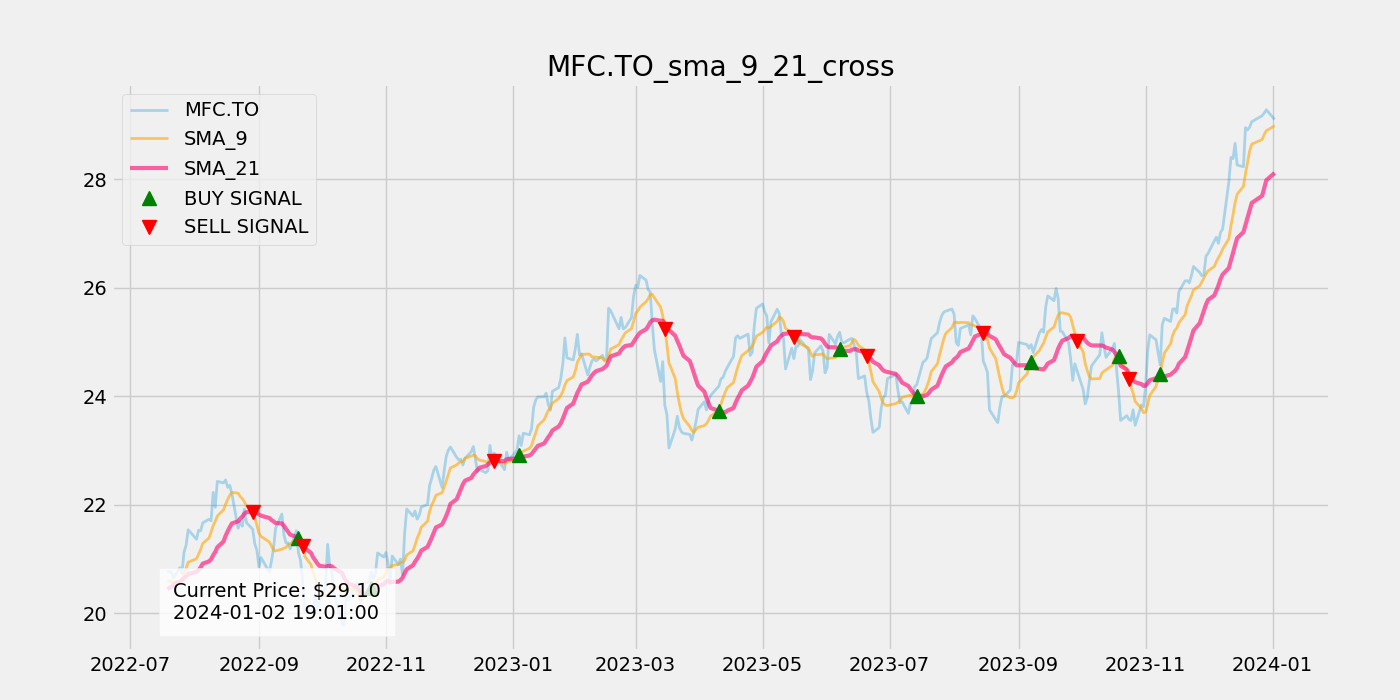 MFC.TO_sma_9_21_cross
MFC.TO
SMA_9
SMA_21
BUY SIGNAL
SELL SIGNAL
28
26
24
22
20
Current Price: $29.10
2024-01-02 19:01:00
2022-07 2022-09 2022-11 2023-01 2023-03 2023-05 2023-07 2023-09 2023-11 2024-01